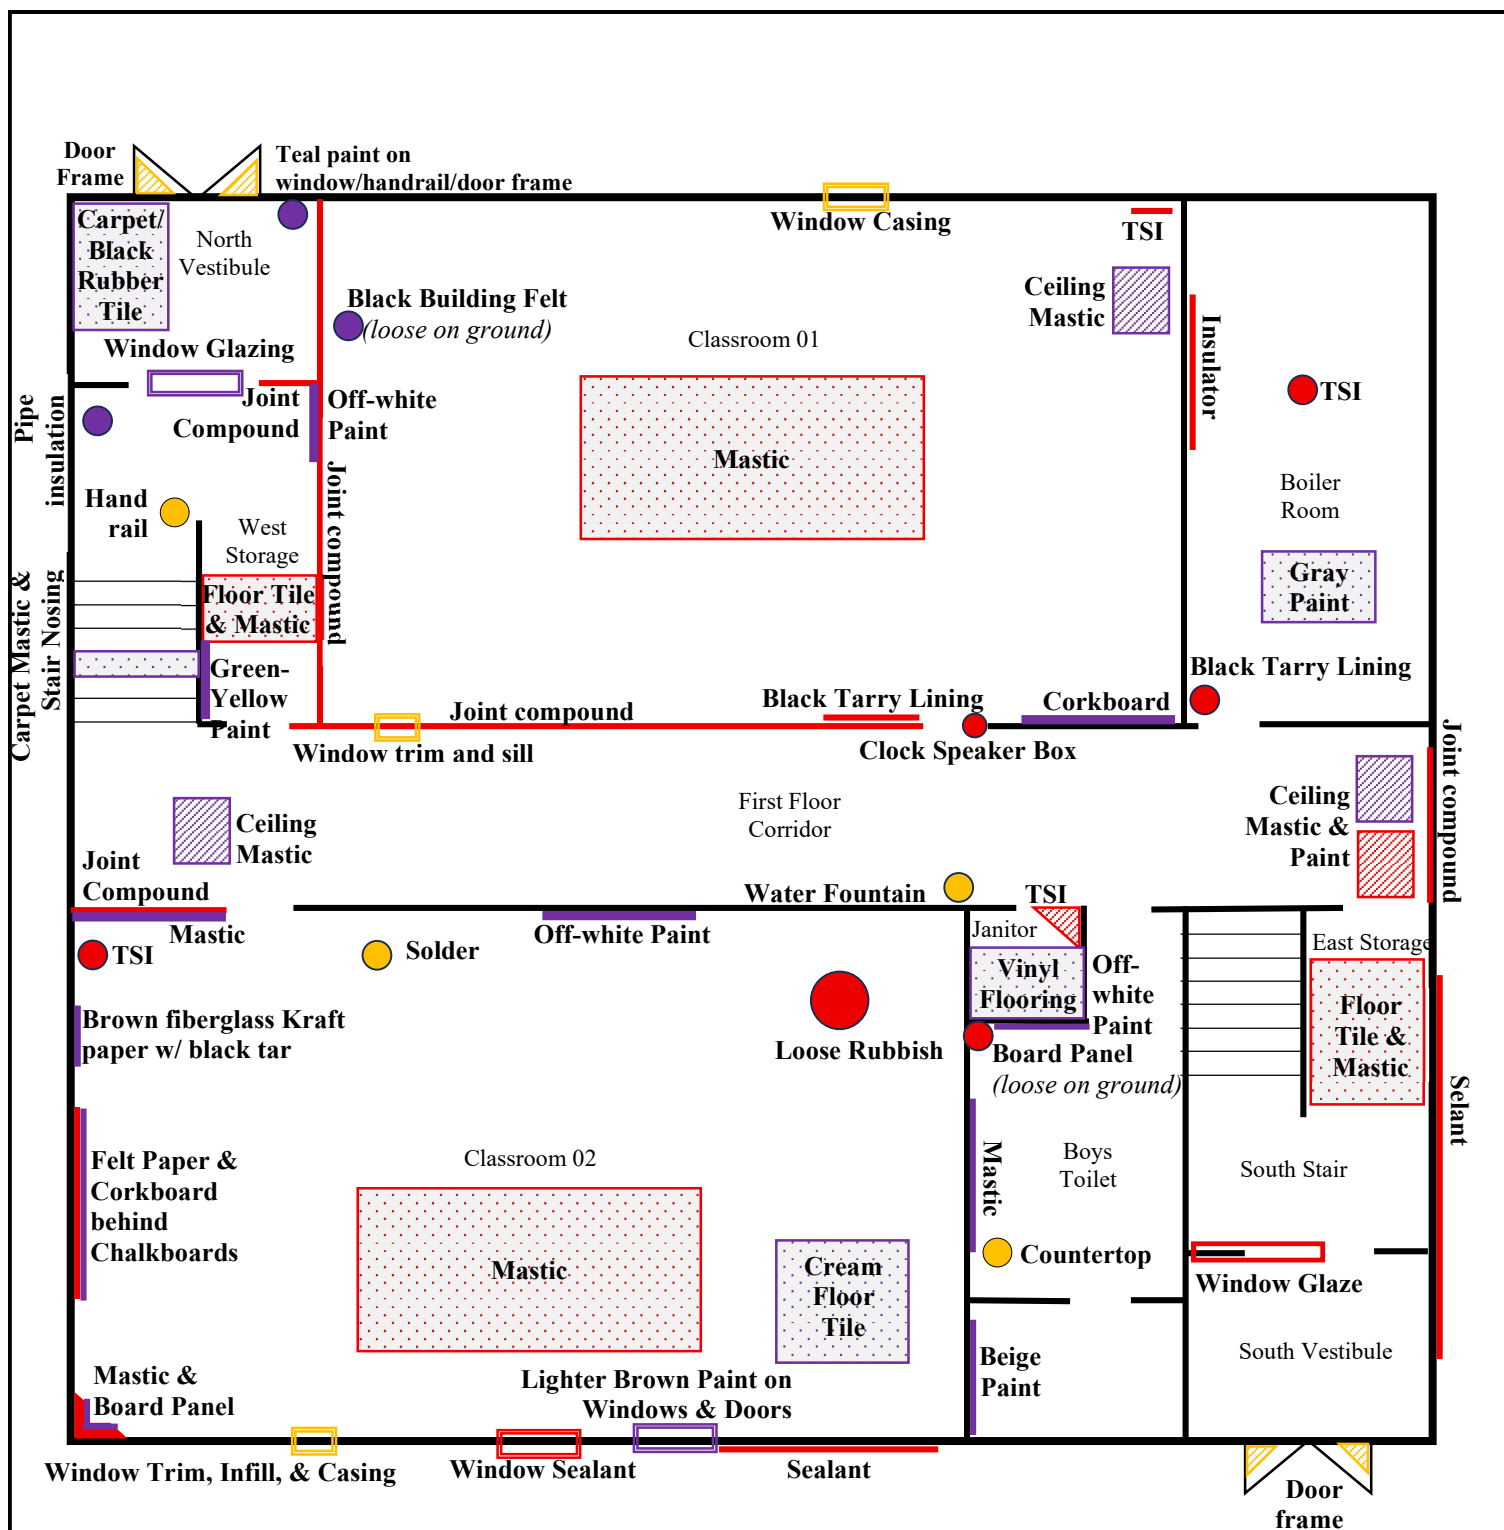 Door
Frame
Teal paint on
window/handrail/door frame
Carpet/
Black
Rubber
Tile
North
Vestibule
Window Casing
TSI
Ceiling
Mastic
Black Building Felt
(loose on ground)
Classroom 01
Insulator
TSI
Window Glazing
Joint
Compound
Off-white
Paint
Pipe
insulation
Mastic
Joint compound
Hand
rail
West
Storage
Boiler
Room
Floor Tile
& Mastic
Gray
Paint
Carpet Mastic &
Stair Nosing
Green-
Yellow
Paint
Black Tarry Lining
Joint compound
Black Tarry Lining
Corkboard
Window trim and sill
Clock Speaker Box
Joint compound
First Floor
Corridor
Ceiling
Mastic
Ceiling
Mastic &
Paint
Joint
Compound
Mastic
Water Fountain
TSI
Off-white Paint
Janitor
East Storage
TSI
Solder
Vinyl
Flooring
Off-
white
Paint
Floor
Tile &
Mastic
Brown fiberglass Kraft
paper w/ black tar
Loose Rubbish
Board Panel
(loose on ground)
Selant
Felt Paper &
Corkboard
behind
Chalkboards
Classroom 02
Mastic
Boys
Toilet
South Stair
Mastic
Cream
Floor
Tile
Countertop
Window Glaze
Mastic &
Board Panel
Lighter Brown Paint on
Windows & Doors
Beige
Paint
South Vestibule
Window Trim, Infill, & Casing
Window Sealant
Sealant
Door
frame